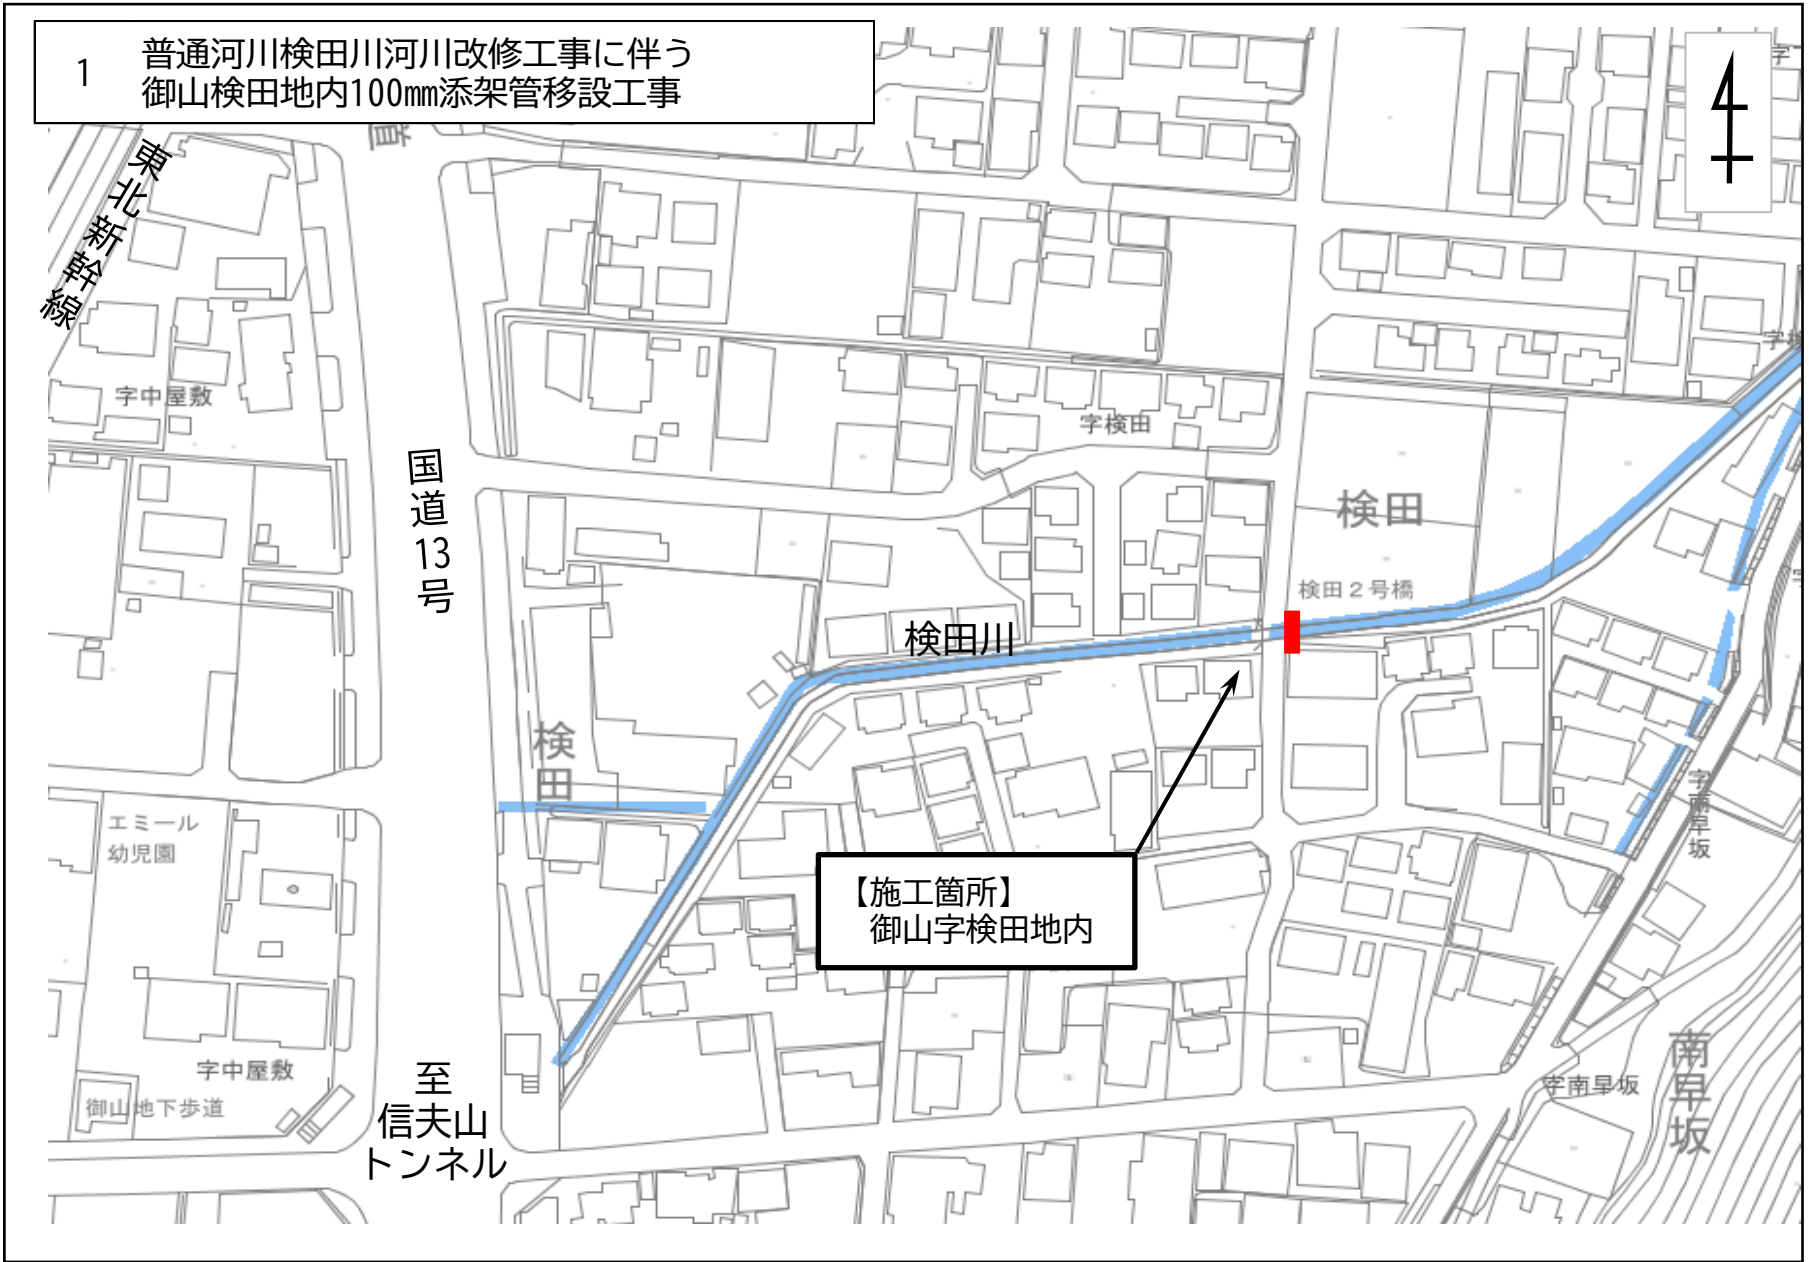 1
普通河川検田川河川改修工事に伴う
御山検田地内100㎜添架管移設工事
東北新幹線
字中屋敷
国道13号
字検田
検田
検田２号橋
検田川
検田
エミール
幼児園
【施工箇所】
御山字検田地内
字南早坂
字中屋敷
御山地下歩道
至
信夫山
トンネル
字南早坂
南早坂